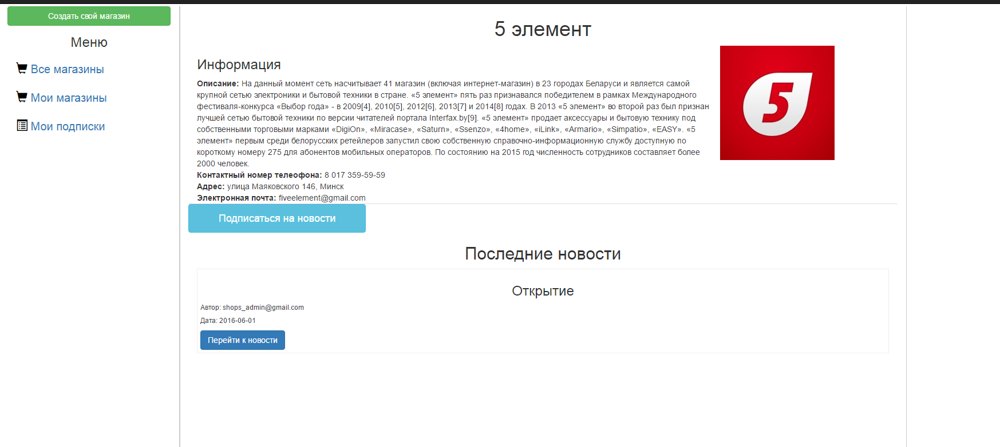 Создать свой магазин
Меню
Все магазины
Мои магазины
Мои подписки
5 элемент
Информация
Описание: На данный момент сеть насчитывает 41 магазин (включая интернет-магазин) в 23 городах Беларуси и является самой
крупной сетью электроники и бытовой техники в стране. «5 элемент» пять раз признавался победителем в рамках Международного
фестиваля-конкурса «Выбор года» - в 2009[4], 2010[5], 2012[6], 2013[7] и 2014[8] годах. В 2013 «5 элемент» во второй раз был признан
лучшей сетью бытовой техники по версии читателей портала Interfax.by[9]. «5 элемент» продает аксессуары и бытовую технику под
собственными торговыми марками «DigiOn», «Miracase», «Saturn», «Ssenzo», «4home», «iLink», «Armario», «Simpatio», «EASY». «5
элемент» первым среди белорусских ретейлеров запустил свою собственную справочно-информационную службу доступную по
короткому номеру 275 для абонентов мобильных операторов. По состоянию на 2015 год численность сотрудников составляет более
2000 человек.
Контактный номер телеофона: 8 017 359-59-59
Адрес: улица Маяковского 146, Минск
Электронная почта: fiveelement@gmail.com
5
Подписаться на новости
Последние новости
Открытие
Автор: shops_admin@gmail.com
Дата: 2016-06-01
Перейти к новости